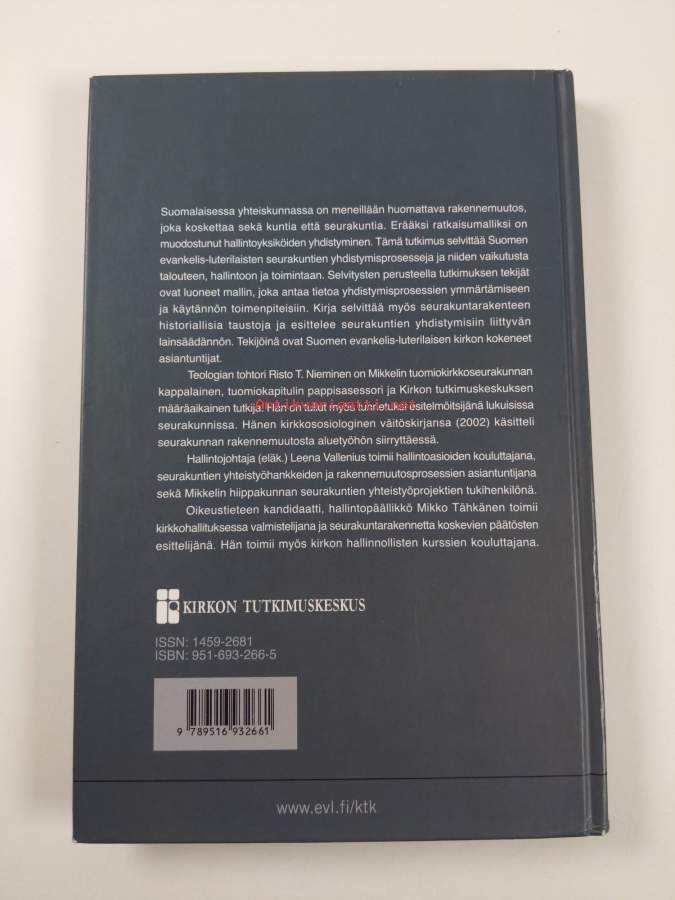 Suomalaisessa yhteiskunnassa on meneillään huomattava rakennemuutos,
joka koskettaa sekä kuntia että seurakuntia. Erääksi ratkaisumalliksi on
muodostunut hallintoyksiköiden yhdistyminen. Tämä tutkimus selvittää Suomen
evankelis-luterilaisten seurakuntien yhdistymisprosesseja ja niiden vaikutusta
talouteen, hallintoon ja toimintaan. Selvitysten perusteella tutkimuksen tekijät
ovat luoneet mallin, joka antaa tietoa yhdistymisprosessien ymmärtämiseen
ja käytännön toimenpiteisiin. Kirja selvittää myös seurakuntarakenteen
historiallisia taustoja ja esittelee seurakuntien yhdistymisiin liittyvän
lainsäädännön. Tekijöinä ovat Suomen evankelis-luterilaisen kirkon kokeneet
asiantuntijat.
Teologian tohtori Risto T. Nieminen on Mikkelin tuomiokirkkoseurakunnan
kappalainen, tuomiokapitulin pappisasessori ja Kirkon tutkimuskeskuksen
Antikvariaatti.net
määräaikainen tutkija. Hän on tullut myös tunnetuksi esitelmöitsijänä lukuisissa
seurakunnissa. Hänen kirkkososiologinen väitöskirjansa (2002) käsitteli
seurakunnan rakennemuutosta aluetyöhön siirryttäessä.
Hallintojohtaja (eläk.) Leena Vallenius toimii hallintoasioiden kouluttajana,
seurakuntien yhteistyöhankkeiden ja rakennemuutosprosessien asiantuntijana
sekä Mikkelin hiippakunnan seurakuntien yhteistyöprojektien tukihenkilönä.
Oikeustieteen kandidaatti, hallintopäällikkö Mikko Tähkänen toimii
kirkkohallituksessa valmistelijana ja seurakuntarakennetta koskevien päätösten
esittelijänä. Hän toimii myös kirkon hallinnollisten kurssien kouluttajana.
KIRKON TUTKIMUSKESKUS
ISSN: 1459-2681
ISBN: 951-693-266-5
9 789516 932661
www.evl.fi/ktk